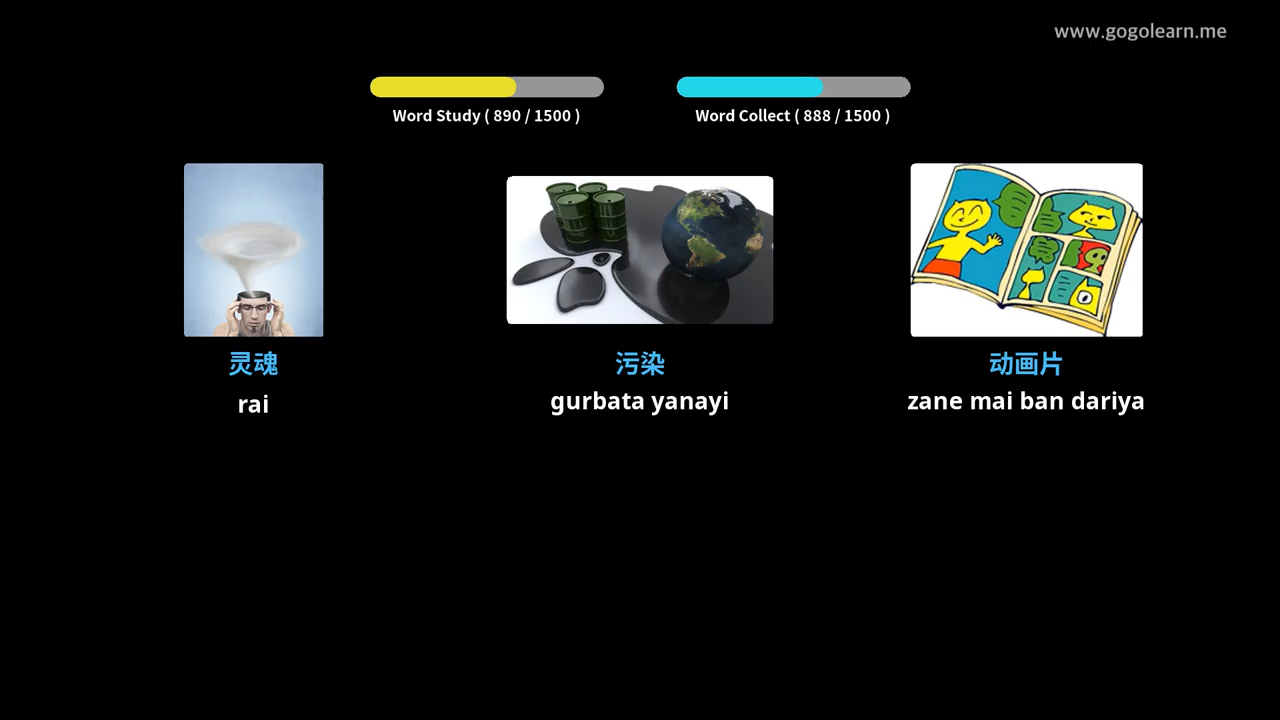 www.gogolearn.me
Word Study ( 890 / 1500 )
Word Collect ( 888 / 1500 )
灵魂
污染
动画片
rai
gurbata yanayi
zane mai ban dariya